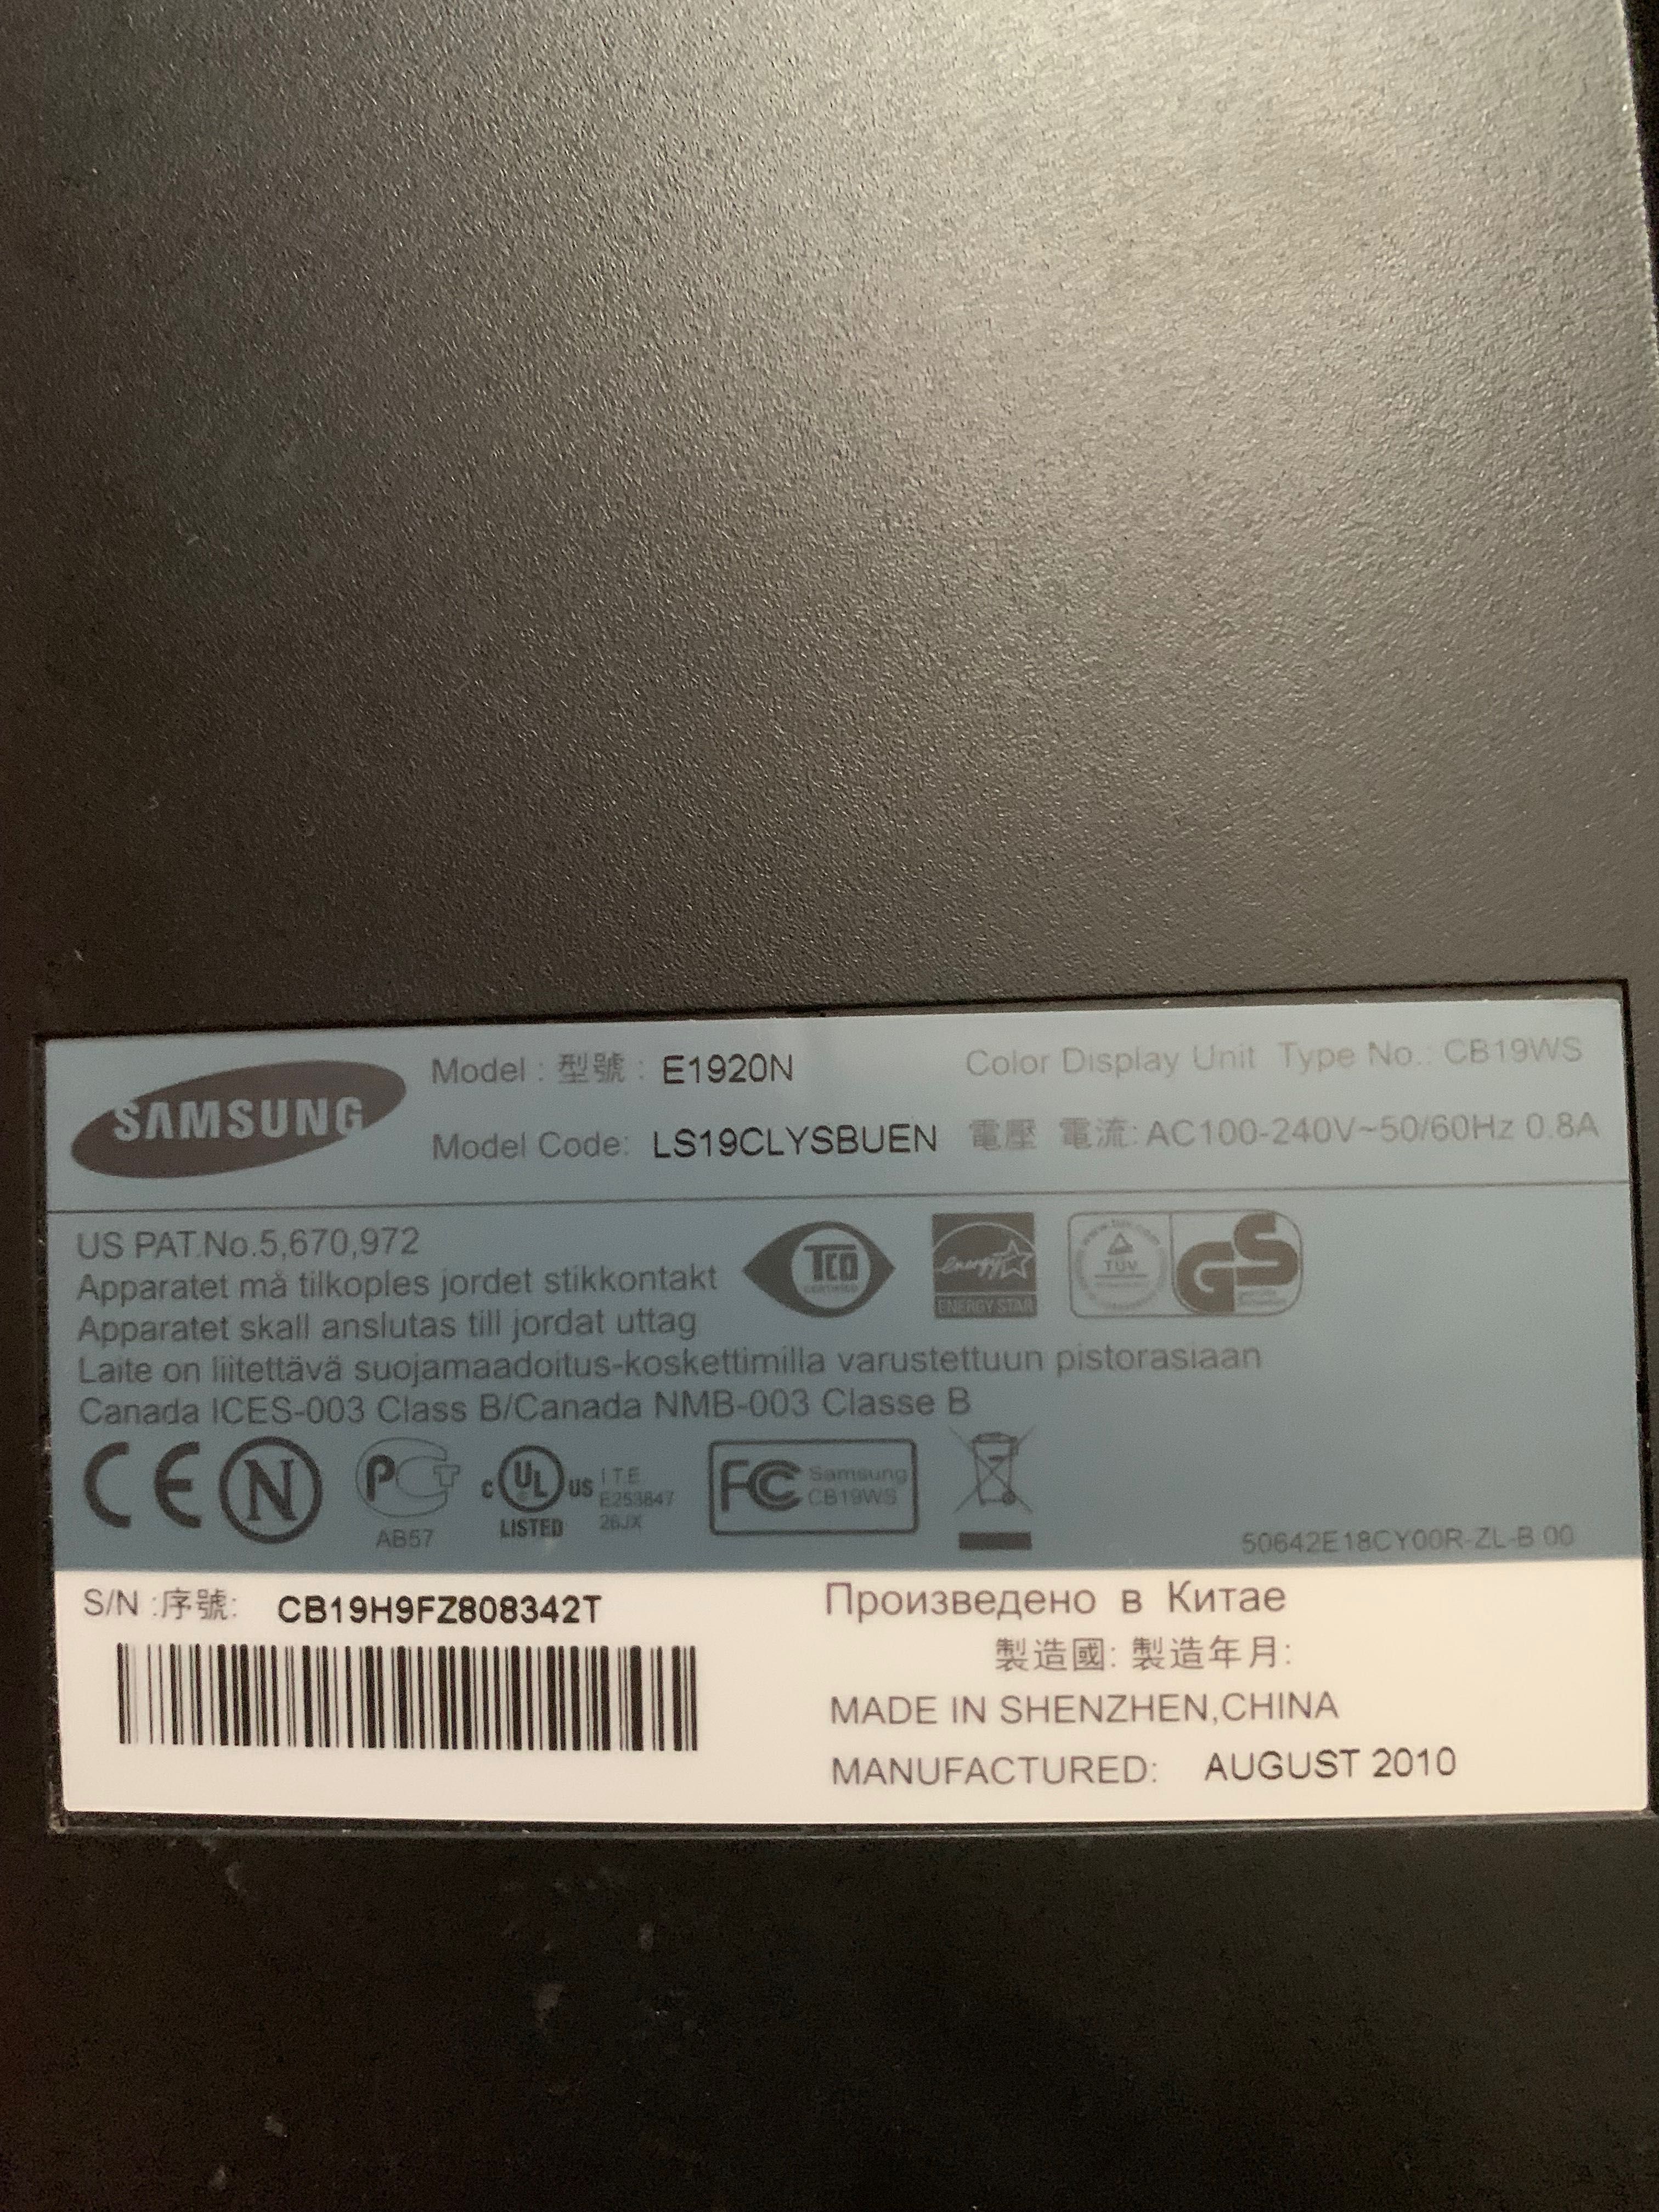 SAMSUNG
Model : 型號 : E1920N
Color Display Unit Type No.: CB19WS
Model Code: LS19CLYSBUEN
電壓 電流: AC100-240V~50/60Hz 0.8A
US PAT.No.5,670,972
Apparatet må tilkoples jordet stikkontakt
Apparatet skall anslutas till jordat uttag
Laite on liitettävä suojamaadoitus-koskettimilla varustettuun pistorasiaan
Canada ICES-003 Class B/Canada NMB-003 Classe B
TCO
CERTIFIED
energy
ENERGY STAR
TÜV
GS
CE
N
РСТ
AB57
C UL US
LISTED
I.T.E.
E253847
26JX
FC
Samsung
CB19WS
50642E18CY00R-ZL-B 00
S/N :序號: CB19H9FZ808342T
Произведено в Китае
製造國: 製造年月:
MADE IN SHENZHEN,CHINA
MANUFACTURED: AUGUST 2010